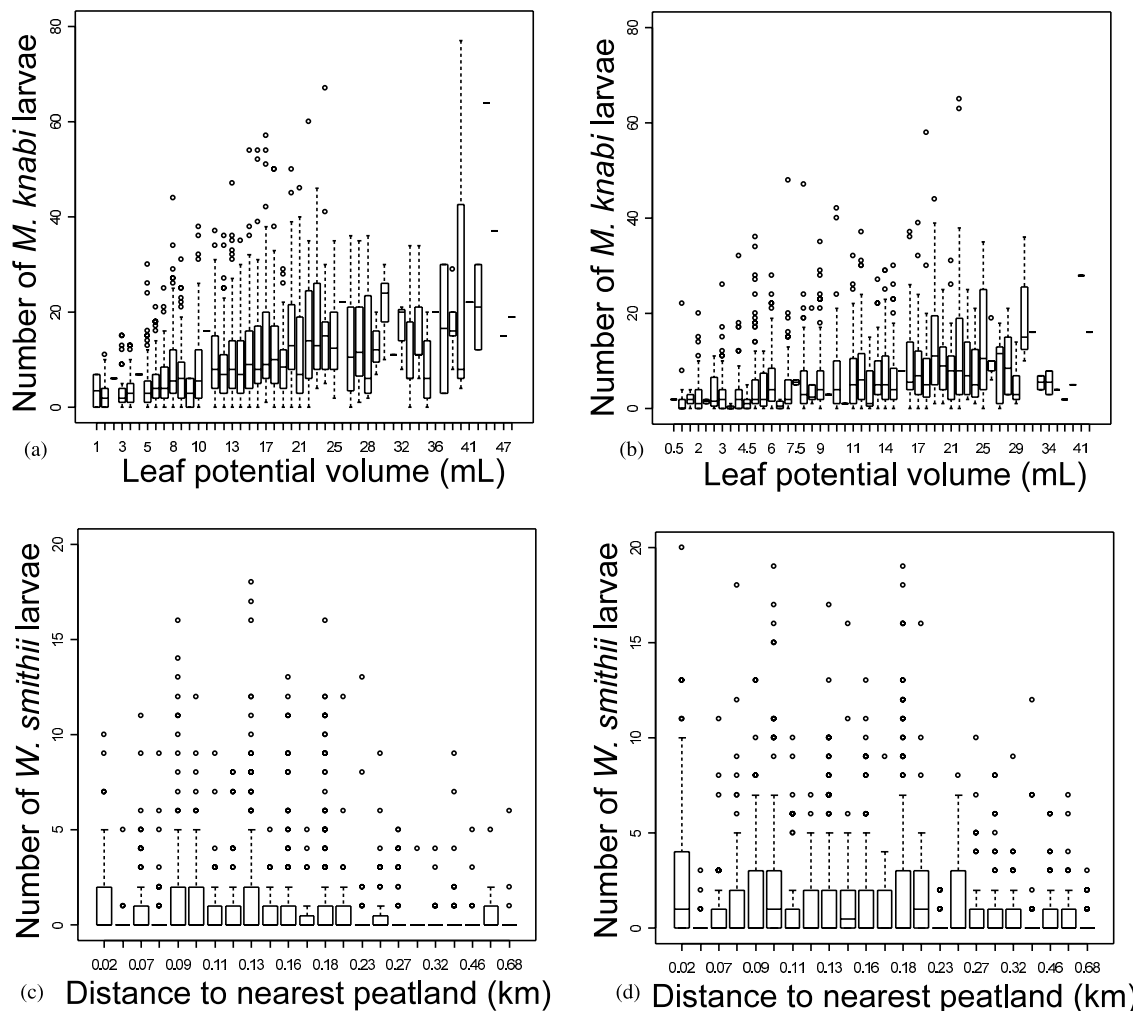 Number of M. knabi larvae
80
60
40
20
0
1 3 5 8 10 13 17 21 25 28 32 36 41 47
(a) Leaf potential volume (mL)
Number of M. knabi larvae
80
60
40
20
0
0.5 2 3 4.5 6 7.5 9 11 14 17 21 25 29 34 41
(b) Leaf potential volume (mL)
Number of W. smithii larvae
20
15
10
5
0
0.02 0.07 0.09 0.11 0.13 0.16 0.18 0.23 0.27 0.32 0.46 0.68
(c) Distance to nearest peatland (km)
Number of W. smithii larvae
20
15
10
5
0
0.02 0.07 0.09 0.11 0.13 0.16 0.18 0.23 0.27 0.32 0.46 0.68
(d) Distance to nearest peatland (km)